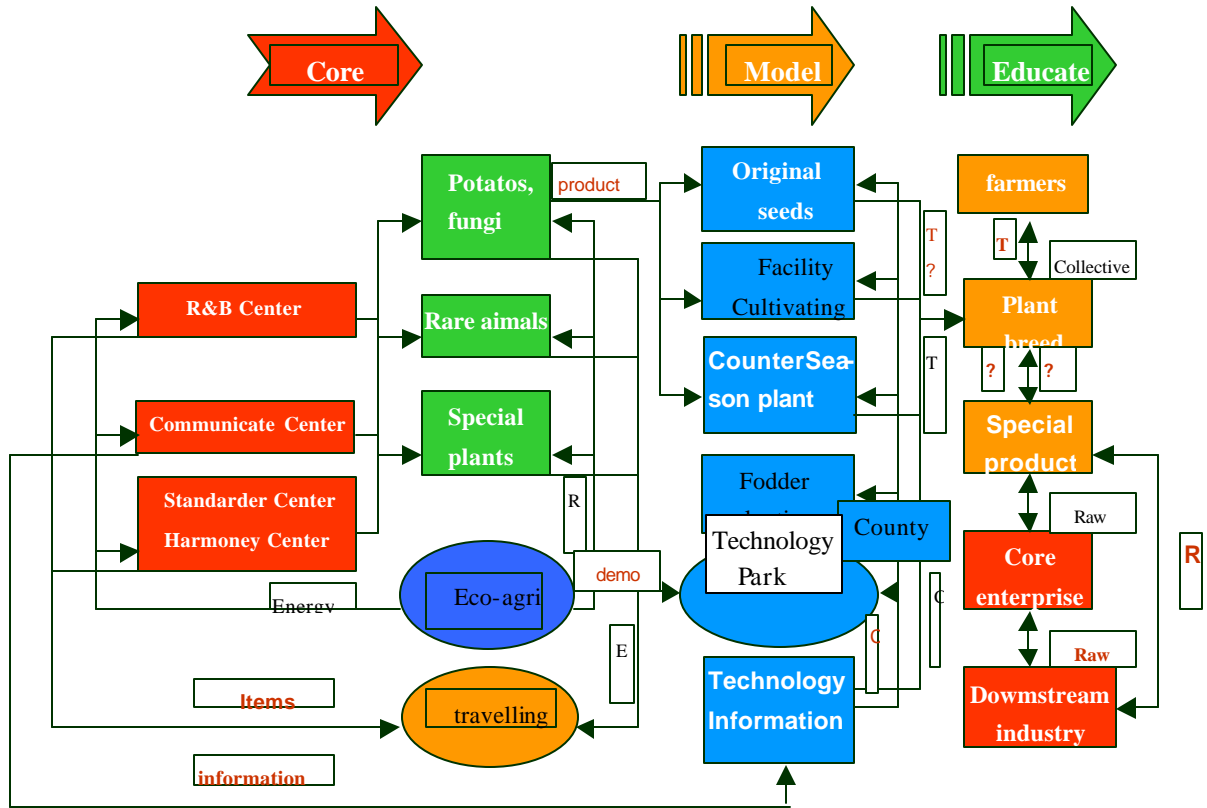 Core
Model
Educate
Potatos,
fungi
product
Original
seeds
farmers
T
?
T
Collective
Facility
Cultivating
R&B Center
Rare aimals
Plant
breed
CounterSea-
son plant
T
?
?
Communicate Center
Special
plants
Special
product
Standarder Center
Harmoney Center
R
Fodder
County
Raw
Technology
Park
Core
enterprise
R
Energy
Eco-agri
demo
C
E
Raw
Items
travelling
Technology
Information
Dowmstream
industry
information